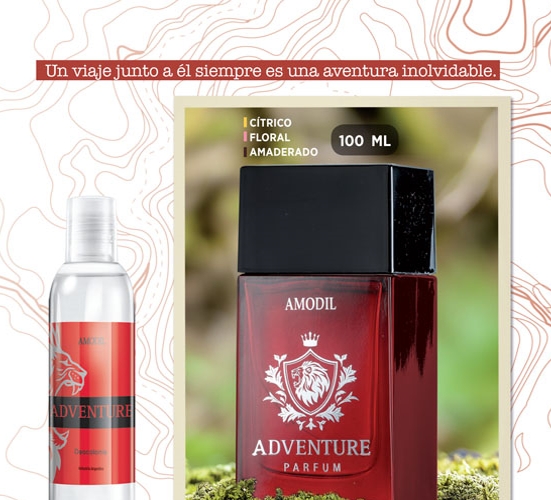 Un viaje junto a él siempre es una aventura inolvidable.
CÍTRICO
FLORAL
AMADERADO
100 ML
AMODIL
ADVENTURE
PARFUM
AMODIL
ADVENTURE